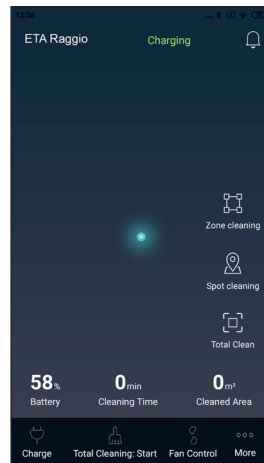 12:36
ETA Raggio
Charging
Zone cleaning
Spot cleaning
Total Clean
58% 0min 0m²
Battery Cleaning Time Cleaned Area
Charge Total Cleaning: Start Fan Control More